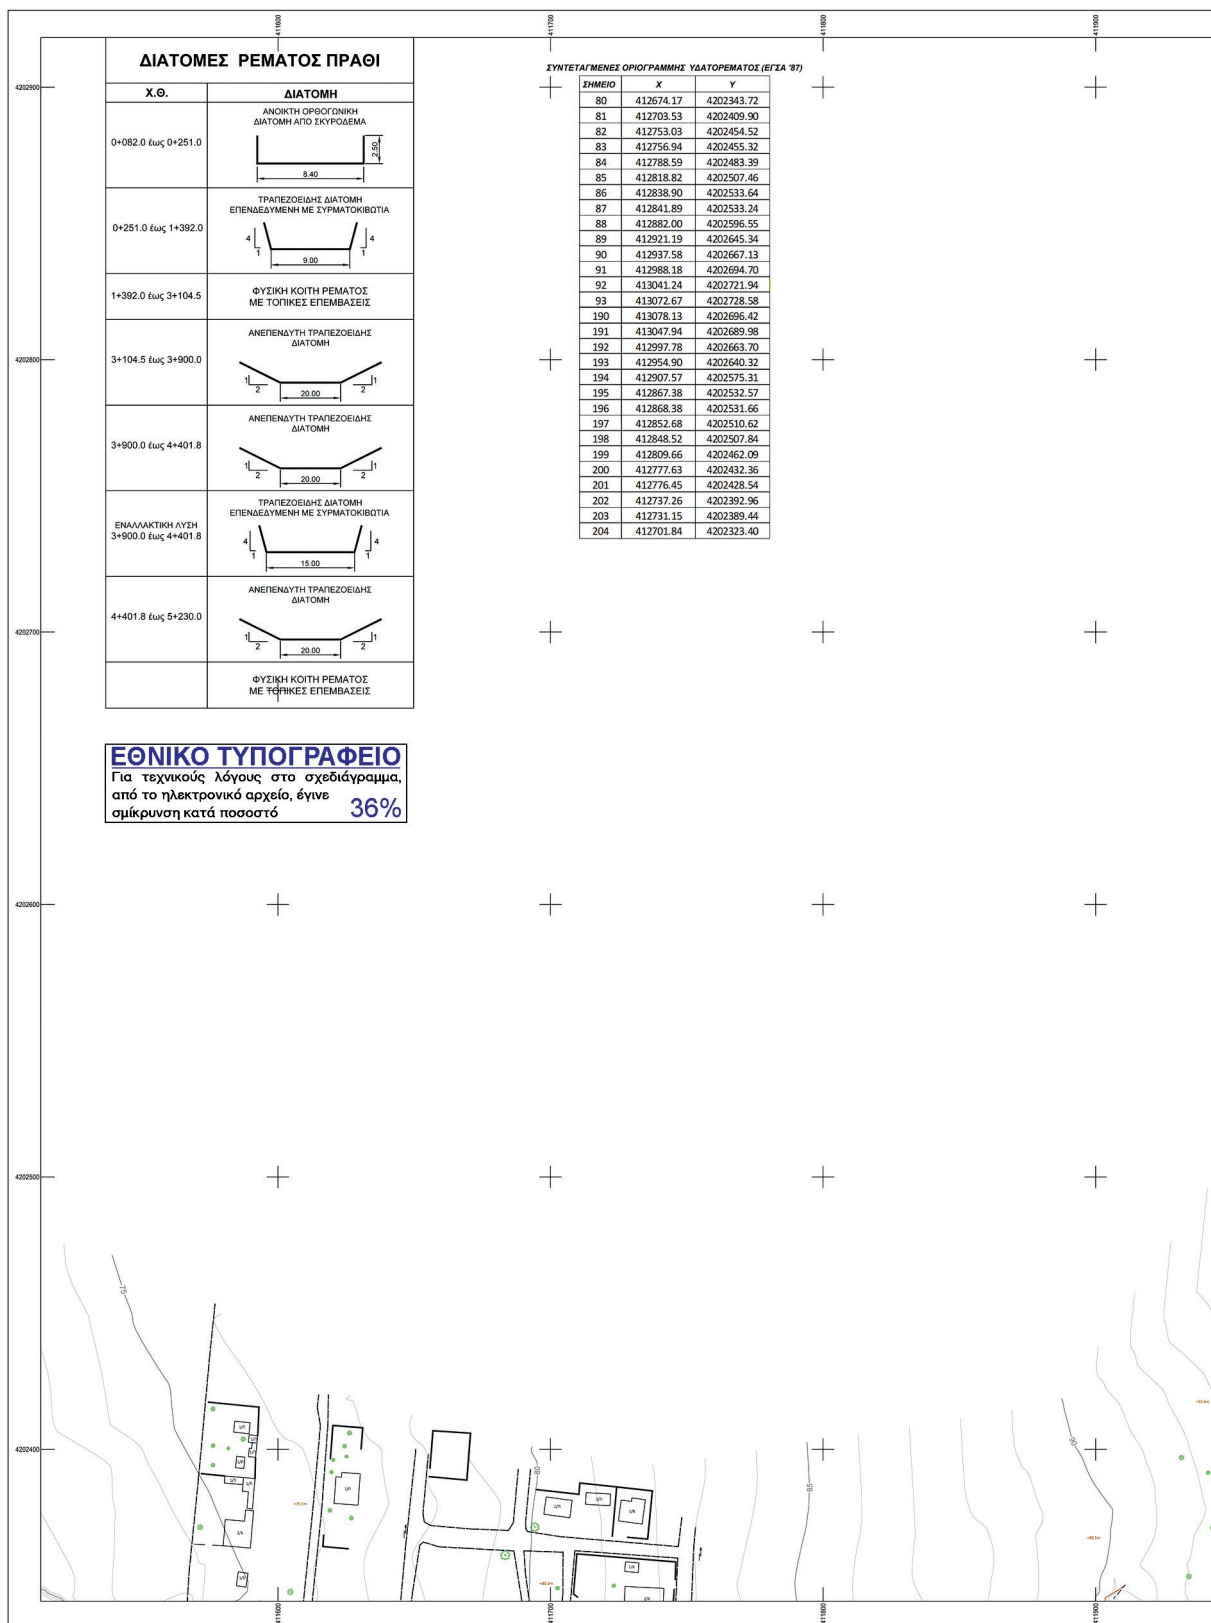 411600
411700
411800
411900
4202900
4202800
4202700
4202600
4202500
4202400
ΔΙΑΤΟΜΕΣ ΡΕΜΑΤΟΣ ΠΡΑΘΙ
Χ.Θ. ΔΙΑΤΟΜΗ
0+082.0 έως 0+251.0
ΑΝΟΙΚΤΗ ΟΡΘΟΓΩΝΙΚΗ
ΔΙΑΤΟΜΗ ΑΠΟ ΣΚΥΡΟΔΕΜΑ
2.50
8.40
0+251.0 έως 1+392.0
ΤΡΑΠΕΖΟΕΙΔΗΣ ΔΙΑΤΟΜΗ
ΕΠΕΝΔΕΔΥΜΕΝΗ ΜΕ ΣΥΡΜΑΤΟΚΙΒΩΤΙΑ
4 4
1 1
9.00
1+392.0 έως 3+104.5
ΦΥΣΙΚΗ ΚΟΙΤΗ ΡΕΜΑΤΟΣ
ΜΕ ΤΟΠΙΚΕΣ ΕΠΕΜΒΑΣΕΙΣ
3+104.5 έως 3+900.0
ΑΝΕΠΕΝΔΥΤΗ ΤΡΑΠΕΖΟΕΙΔΗΣ
ΔΙΑΤΟΜΗ
1 1
2 2
20.00
3+900.0 έως 4+401.8
ΑΝΕΠΕΝΔΥΤΗ ΤΡΑΠΕΖΟΕΙΔΗΣ
ΔΙΑΤΟΜΗ
1 1
2 2
20.00
ΕΝΑΛΛΑΚΤΙΚΗ ΛΥΣΗ
3+900.0 έως 4+401.8
ΤΡΑΠΕΖΟΕΙΔΗΣ ΔΙΑΤΟΜΗ
ΕΠΕΝΔΕΔΥΜΕΝΗ ΜΕ ΣΥΡΜΑΤΟΚΙΒΩΤΙΑ
4 4
1 1
15.00
4+401.8 έως 5+230.0
ΑΝΕΠΕΝΔΥΤΗ ΤΡΑΠΕΖΟΕΙΔΗΣ
ΔΙΑΤΟΜΗ
1 1
2 2
20.00
ΦΥΣΙΚΗ ΚΟΙΤΗ ΡΕΜΑΤΟΣ
ΜΕ ΤΟΠΙΚΕΣ ΕΠΕΜΒΑΣΕΙΣ
ΕΘΝΙΚΟ ΤΥΠΟΓΡΑΦΕΙΟ
Για τεχνικούς λόγους στο σχεδιάγραμμα,
από το ηλεκτρονικό αρχείο, έγινε
σμίκρυνση κατά ποσοστό 36%
ΣΥΝΤΕΤΑΓΜΕΝΕΣ ΟΡΙΟΓΡΑΜΜΗΣ ΥΔΑΤΟΡΕΜΑΤΟΣ (ΕΓΣΑ '87)
ΣΗΜΕΙΟ X Y
80 412674.17 4202343.72
81 412703.53 4202409.90
82 412753.03 4202454.52
83 412756.94 4202455.32
84 412788.59 4202483.39
85 412818.82 4202507.46
86 412838.90 4202533.64
87 412841.89 4202533.24
88 412882.00 4202596.55
89 412921.19 4202645.34
90 412937.58 4202667.13
91 412988.18 4202694.70
92 413041.24 4202721.94
93 413072.67 4202728.58
190 413078.13 4202696.42
191 413047.94 4202689.98
192 412997.78 4202663.70
193 412954.90 4202640.32
194 412907.57 4202575.31
195 412867.38 4202532.57
196 412868.38 4202531.66
197 412852.68 4202510.62
198 412848.52 4202507.84
199 412809.66 4202462.09
200 412777.63 4202432.36
201 412776.45 4202428.54
202 412737.26 4202392.96
203 412731.15 4202389.44
204 412701.84 4202323.40
75
80
85
90
411600
411700
411800
411900